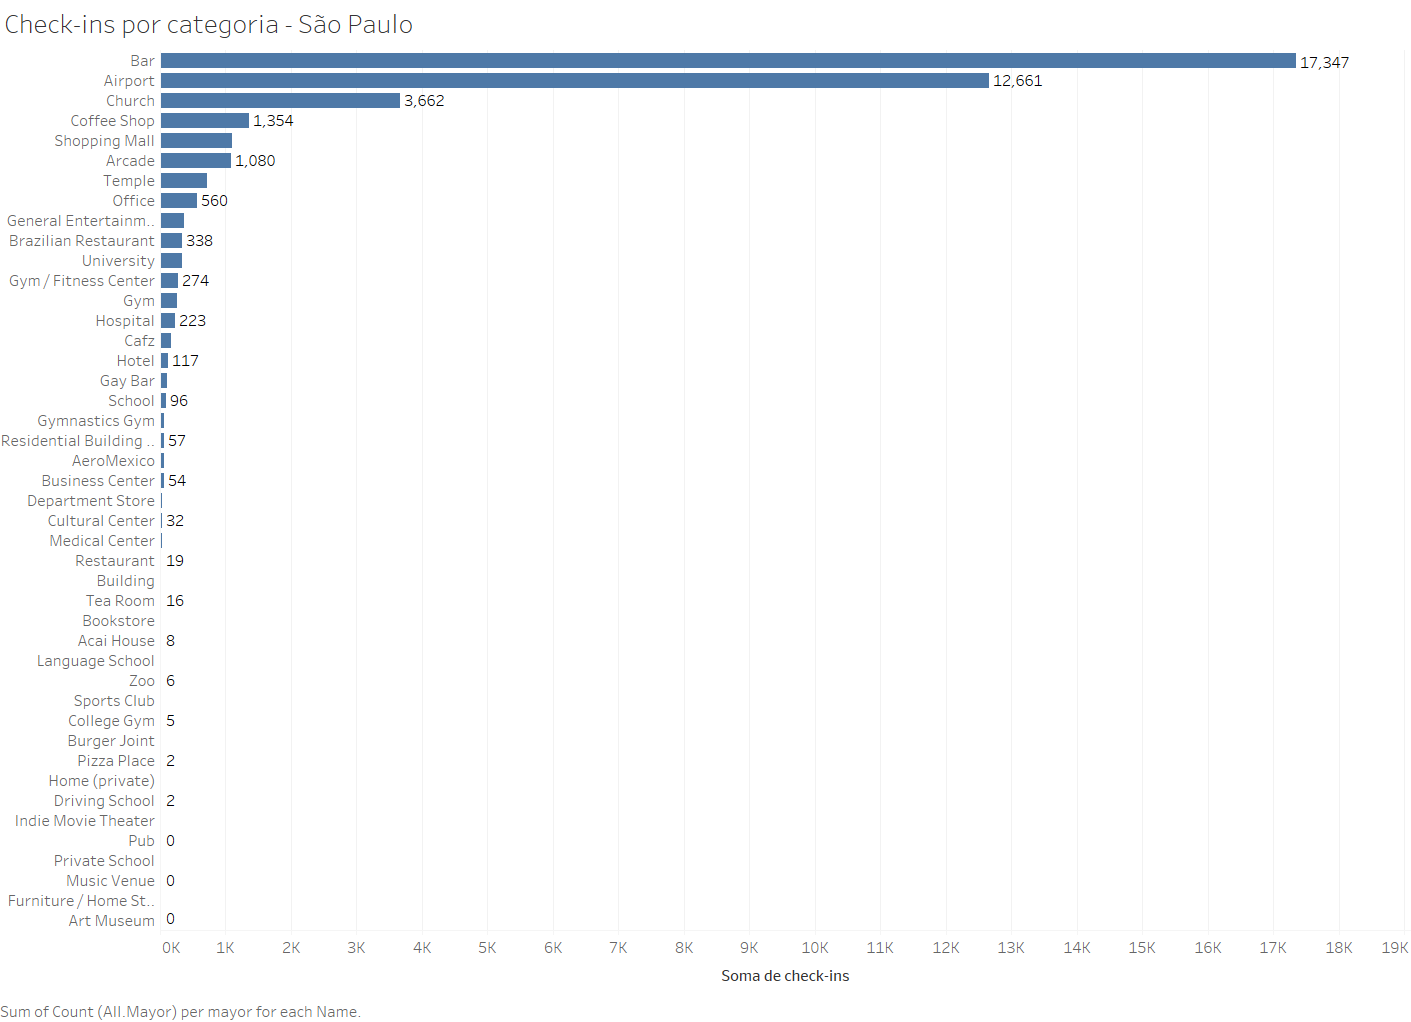 Check-ins por categoria - São Paulo
Bar 17,347
Airport 12,661
Church 3,662
Coffee Shop 1,354
Shopping Mall
Arcade 1,080
Temple
Office 560
General Entertainm..
Brazilian Restaurant 338
University
Gym / Fitness Center 274
Gym
Hospital 223
Cafz
Hotel 117
Gay Bar
School 96
Gymnastics Gym
Residential Building .. 57
AeroMexico
Business Center 54
Department Store
Cultural Center 32
Medical Center
Restaurant 19
Building
Tea Room 16
Bookstore
Acai House 8
Language School
Zoo 6
Sports Club
College Gym 5
Burger Joint
Pizza Place 2
Home (private)
Driving School 2
Indie Movie Theater
Pub 0
Private School
Music Venue 0
Furniture / Home St..
Art Museum 0
0K 1K 2K 3K 4K 5K 6K 7K 8K 9K 10K 11K 12K 13K 14K 15K 16K 17K 18K 19K
Soma de check-ins
Sum of Count (All.Mayor) per mayor for each Name.